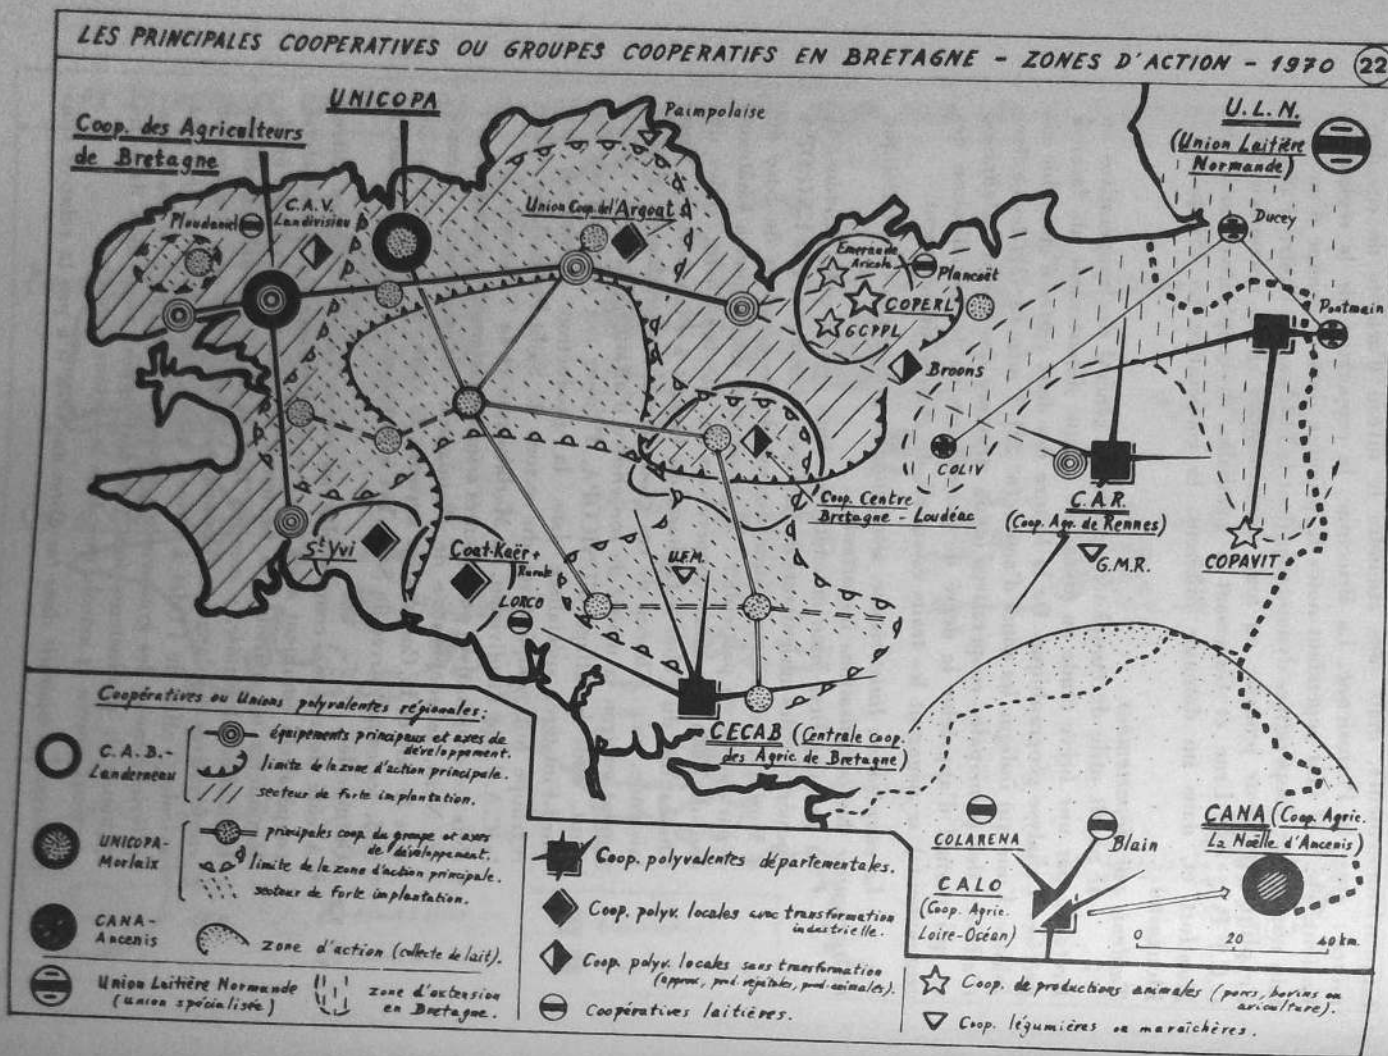 LES PRINCIPALES COOPERATIVES OU GROUPES COOPERATIFS EN BRETAGNE - ZONES D'ACTION - 1970 22
UNICOPA
Coop. des Agriculteurs
de Bretagne
Paimpolaise
U.L.N.
(Union Laitière
Normande)
Ploudaniel
C.A.V.
Landivisiau
Union Coop. de l'Argoat
Ducey
Emeraude
Avicole
Plancoët
COPERL
GCPPL
Pontmain
Broons
COLIV
C.A.R.
(Coop. Agr. de Rennes)
G.M.R.
COPAVIT
Coop. Centre
Bretagne - Loudéac
St Yvi
Coat-Kaër +
Rurale
LORCO
U.F.M.
CECAB (Centrale coop.
des Agric de Bretagne)
COLARENA
Blain
CANA (Coop. Agric.
La Noëlle d'Ancenis)
CALO
(Coop. Agric.
Loire-Océan)
0 20 40 km.
Coopératives ou Unions polyvalentes régionales:
C.A.B.-
Landerneau
équipements principaux et axes de
développement.
limite de la zone d'action principale.
secteur de forte implantation.
UNICOPA-
Morlaix
principales coop. du groupe et axes
de développement.
limite de la zone d'action principale.
secteur de forte implantation.
CANA-
Ancenis
zone d'action (collecte de lait).
Union Laitière Normande
(union spécialisée)
zone d'extension
en Bretagne.
Coop. polyvalentes départementales.
Coop. polyv. locales avec transformation
industrielle.
Coop. polyv. locales sans transformation
(approv., prod. végétales, prod. animales).
Coopératives laitières.
Coop. de productions animales (porcs, bovins ou
aviculture).
Coop. légumières ou maraîchères.